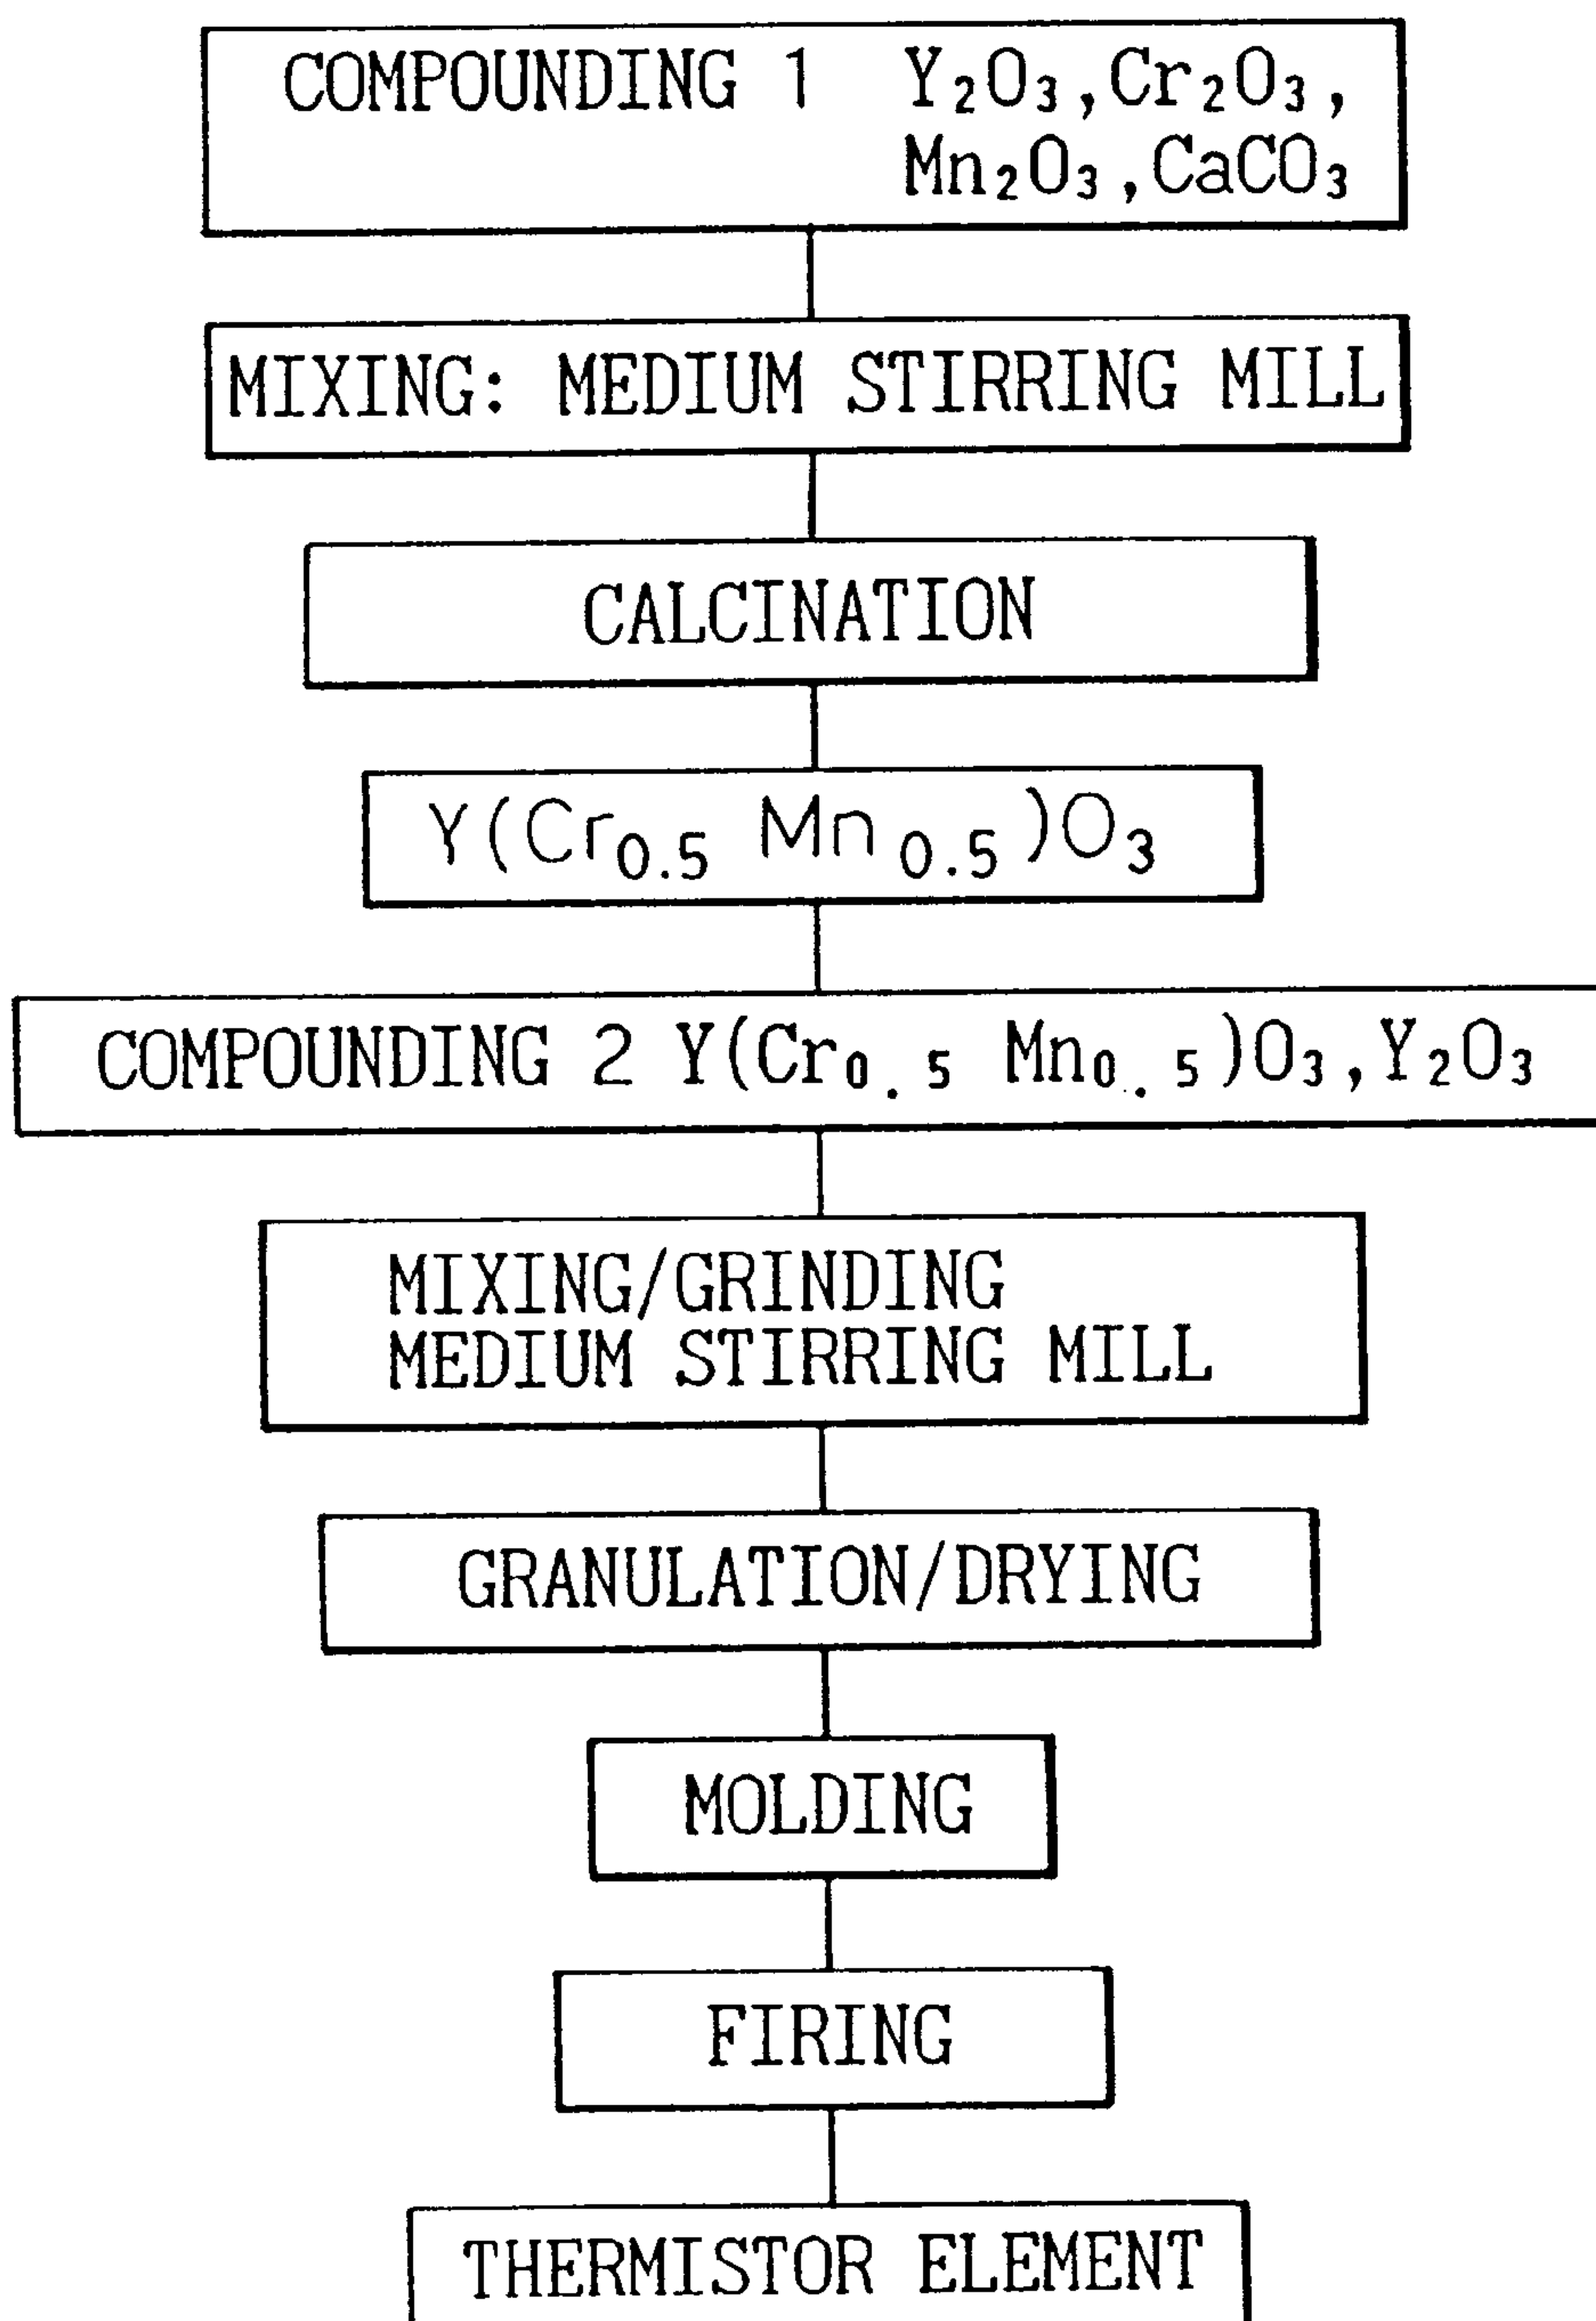 COMPOUNDING 1 Y₂O₃,Cr₂O₃,
Mn₂O₃,CaCO₃
MIXING: MEDIUM STIRRING MILL
CALCINATION
Y(Cr₀.₅ Mn₀.₅)O₃
COMPOUNDING 2 Y(Cr₀.₅ Mn₀.₅)O₃,Y₂O₃
MIXING/GRINDING
MEDIUM STIRRING MILL
GRANULATION/DRYING
MOLDING
FIRING
THERMISTOR ELEMENT